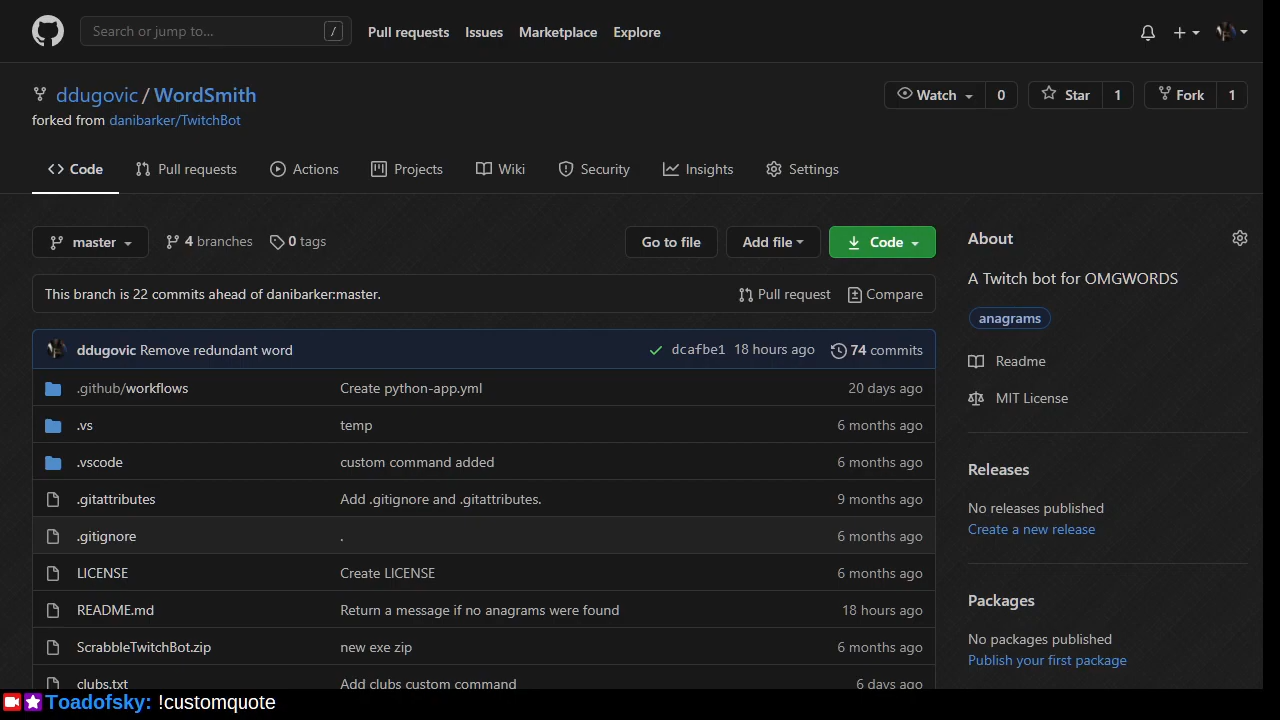 Search or jump to... /
Pull requests Issues Marketplace Explore
ddugovic / WordSmith
Watch 0 Star 1 Fork 1
forked from danibarker/TwitchBot
Code Pull requests Actions Projects Wiki Security Insights Settings
master 4 branches 0 tags Go to file Add file Code
This branch is 22 commits ahead of danibarker:master. Pull request Compare
ddugovic Remove redundant word dcafbe1 18 hours ago 74 commits
.github/workflows Create python-app.yml 20 days ago
.vs temp 6 months ago
.vscode custom command added 6 months ago
.gitattributes Add .gitignore and .gitattributes. 9 months ago
.gitignore . 6 months ago
LICENSE Create LICENSE 6 months ago
README.md Return a message if no anagrams were found 18 hours ago
ScrabbleTwitchBot.zip new exe zip 6 months ago
clubs.txt Add clubs custom command 6 days ago
About
A Twitch bot for OMGWORDS
anagrams
Readme
MIT License
Releases
No releases published
Create a new release
Packages
No packages published
Publish your first package
Toadofsky: !customquote